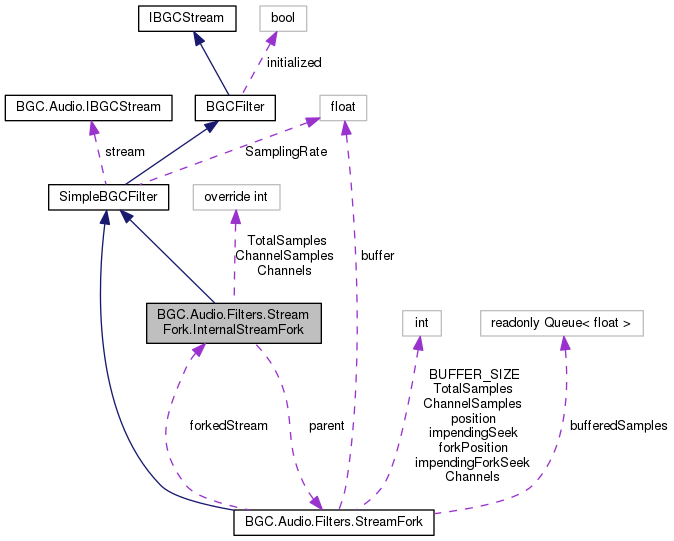 IBGCStream
bool
initialized
BGC.Audio.IBGCStream
BGCFilter
float
stream
SamplingRate
SimpleBGCFilter
override int
TotalSamples
ChannelSamples
Channels
buffer
BGC.Audio.Filters.Stream
Fork.InternalStreamFork
int
readonly Queue< float >
forkedStream
parent
BUFFER_SIZE
TotalSamples
ChannelSamples
position
impendingSeek
forkPosition
impendingForkSeek
Channels
bufferedSamples
BGC.Audio.Filters.StreamFork